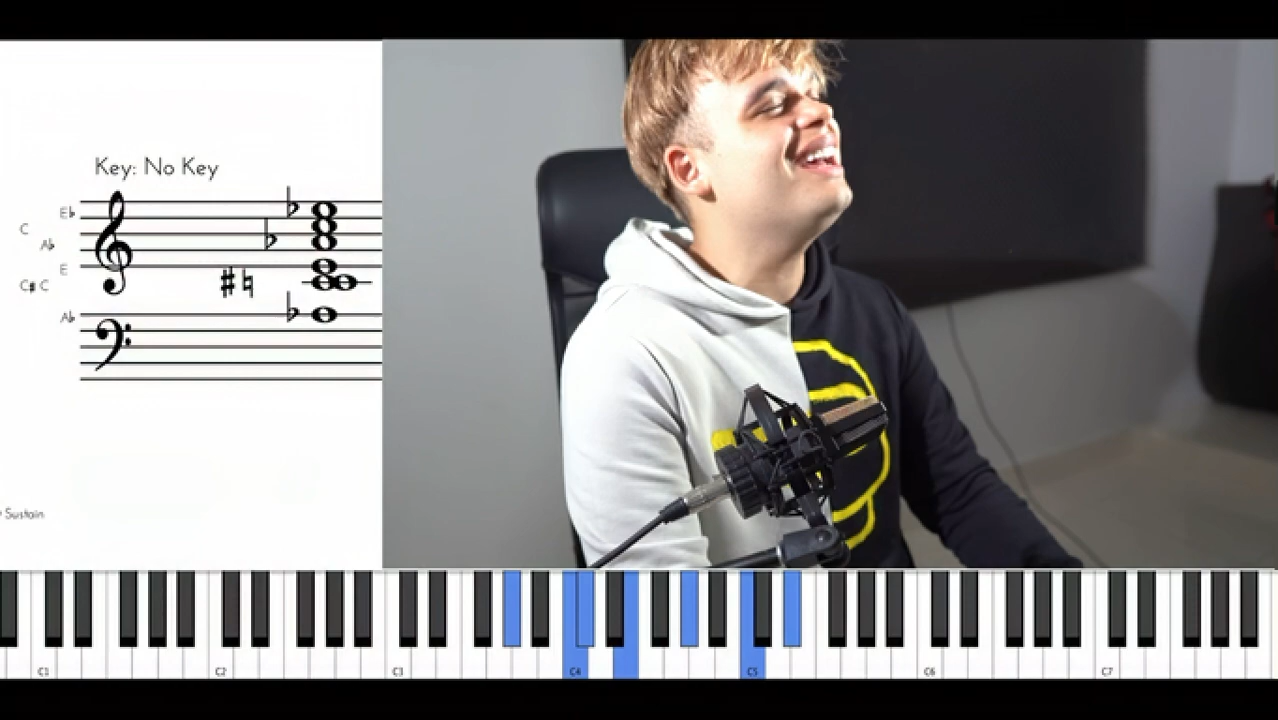 Key: No Key
Eb
C
Ab
E
C# C
Ab
Sustain
C1 C2 C3 C4 C5 C6 C7